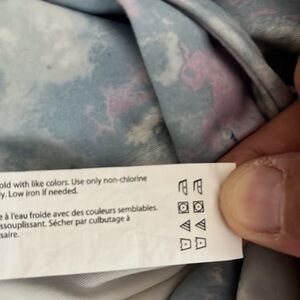 old with like colors. Use only non-chlorine
y. Low iron if needed.
e à l'eau froide avec des couleurs semblables.
ssouplissant. Sécher par culbutage à
saire.